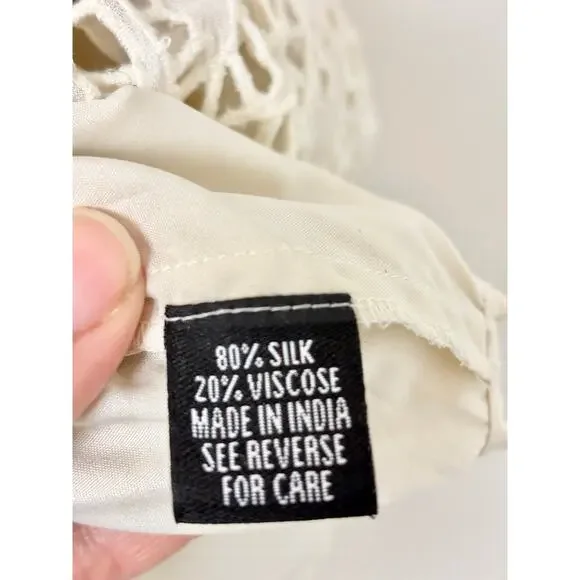 80% SILK
20% VISCOSE
MADE IN INDIA
SEE REVERSE
FOR CARE